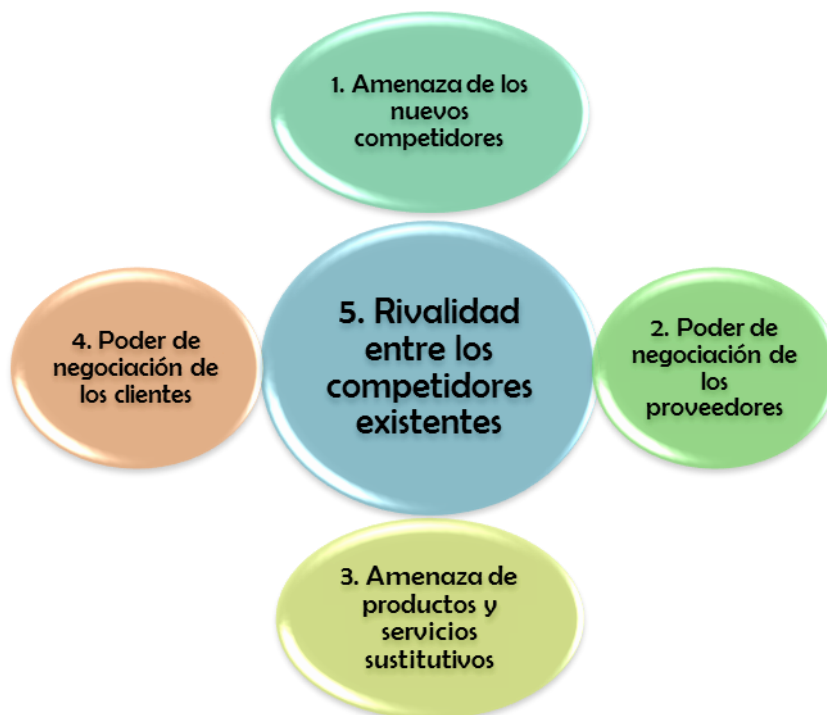 1. Amenaza de los
nuevos
competidores
5. Rivalidad
entre los
competidores
existentes
4. Poder de
negociación de
los clientes
2. Poder de
negociación de
los
proveedores
3. Amenaza de
productos y
servicios
sustitutivos